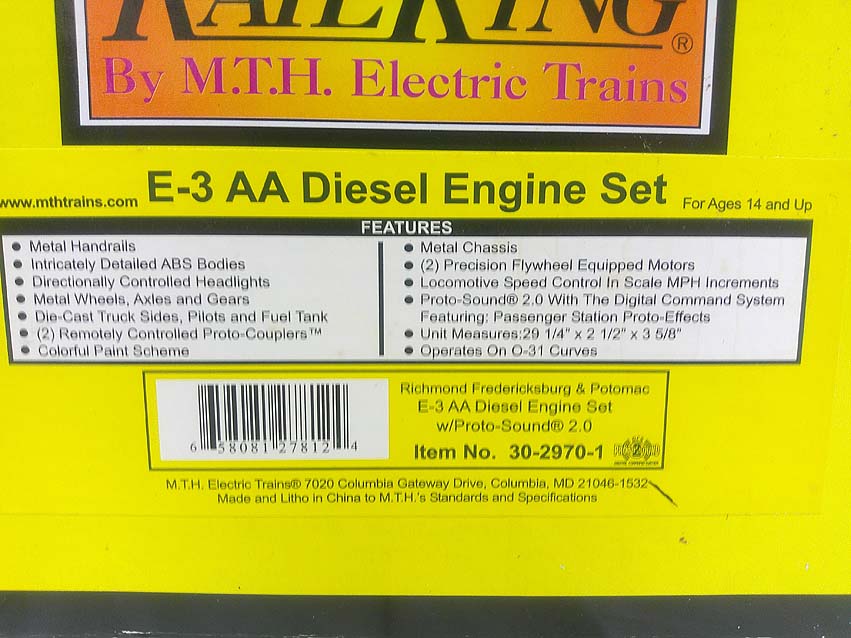 RAILKING®
By M.T.H. Electric Trains
www.mthtrains.com E-3 AA Diesel Engine Set For Ages 14 and Up
FEATURES
• Metal Handrails
• Intricately Detailed ABS Bodies
• Directionally Controlled Headlights
• Metal Wheels, Axles and Gears
• Die-Cast Truck Sides, Pilots and Fuel Tank
• (2) Remotely Controlled Proto-Couplers™
• Colorful Paint Scheme
• Metal Chassis
• (2) Precision Flywheel Equipped Motors
• Locomotive Speed Control In Scale MPH Increments
• Proto-Sound® 2.0 With The Digital Command System
Featuring: Passenger Station Proto-Effects
• Unit Measures:29 1/4" x 2 1/2" x 3 5/8"
• Operates On O-31 Curves
6 58081 27812 4
Richmond Fredericksburg & Potomac
E-3 AA Diesel Engine Set
w/Proto-Sound® 2.0
Item No. 30-2970-1
M.T.H. Electric Trains® 7020 Columbia Gateway Drive, Columbia, MD 21046-1532
Made and Litho in China to M.T.H.'s Standards and Specifications